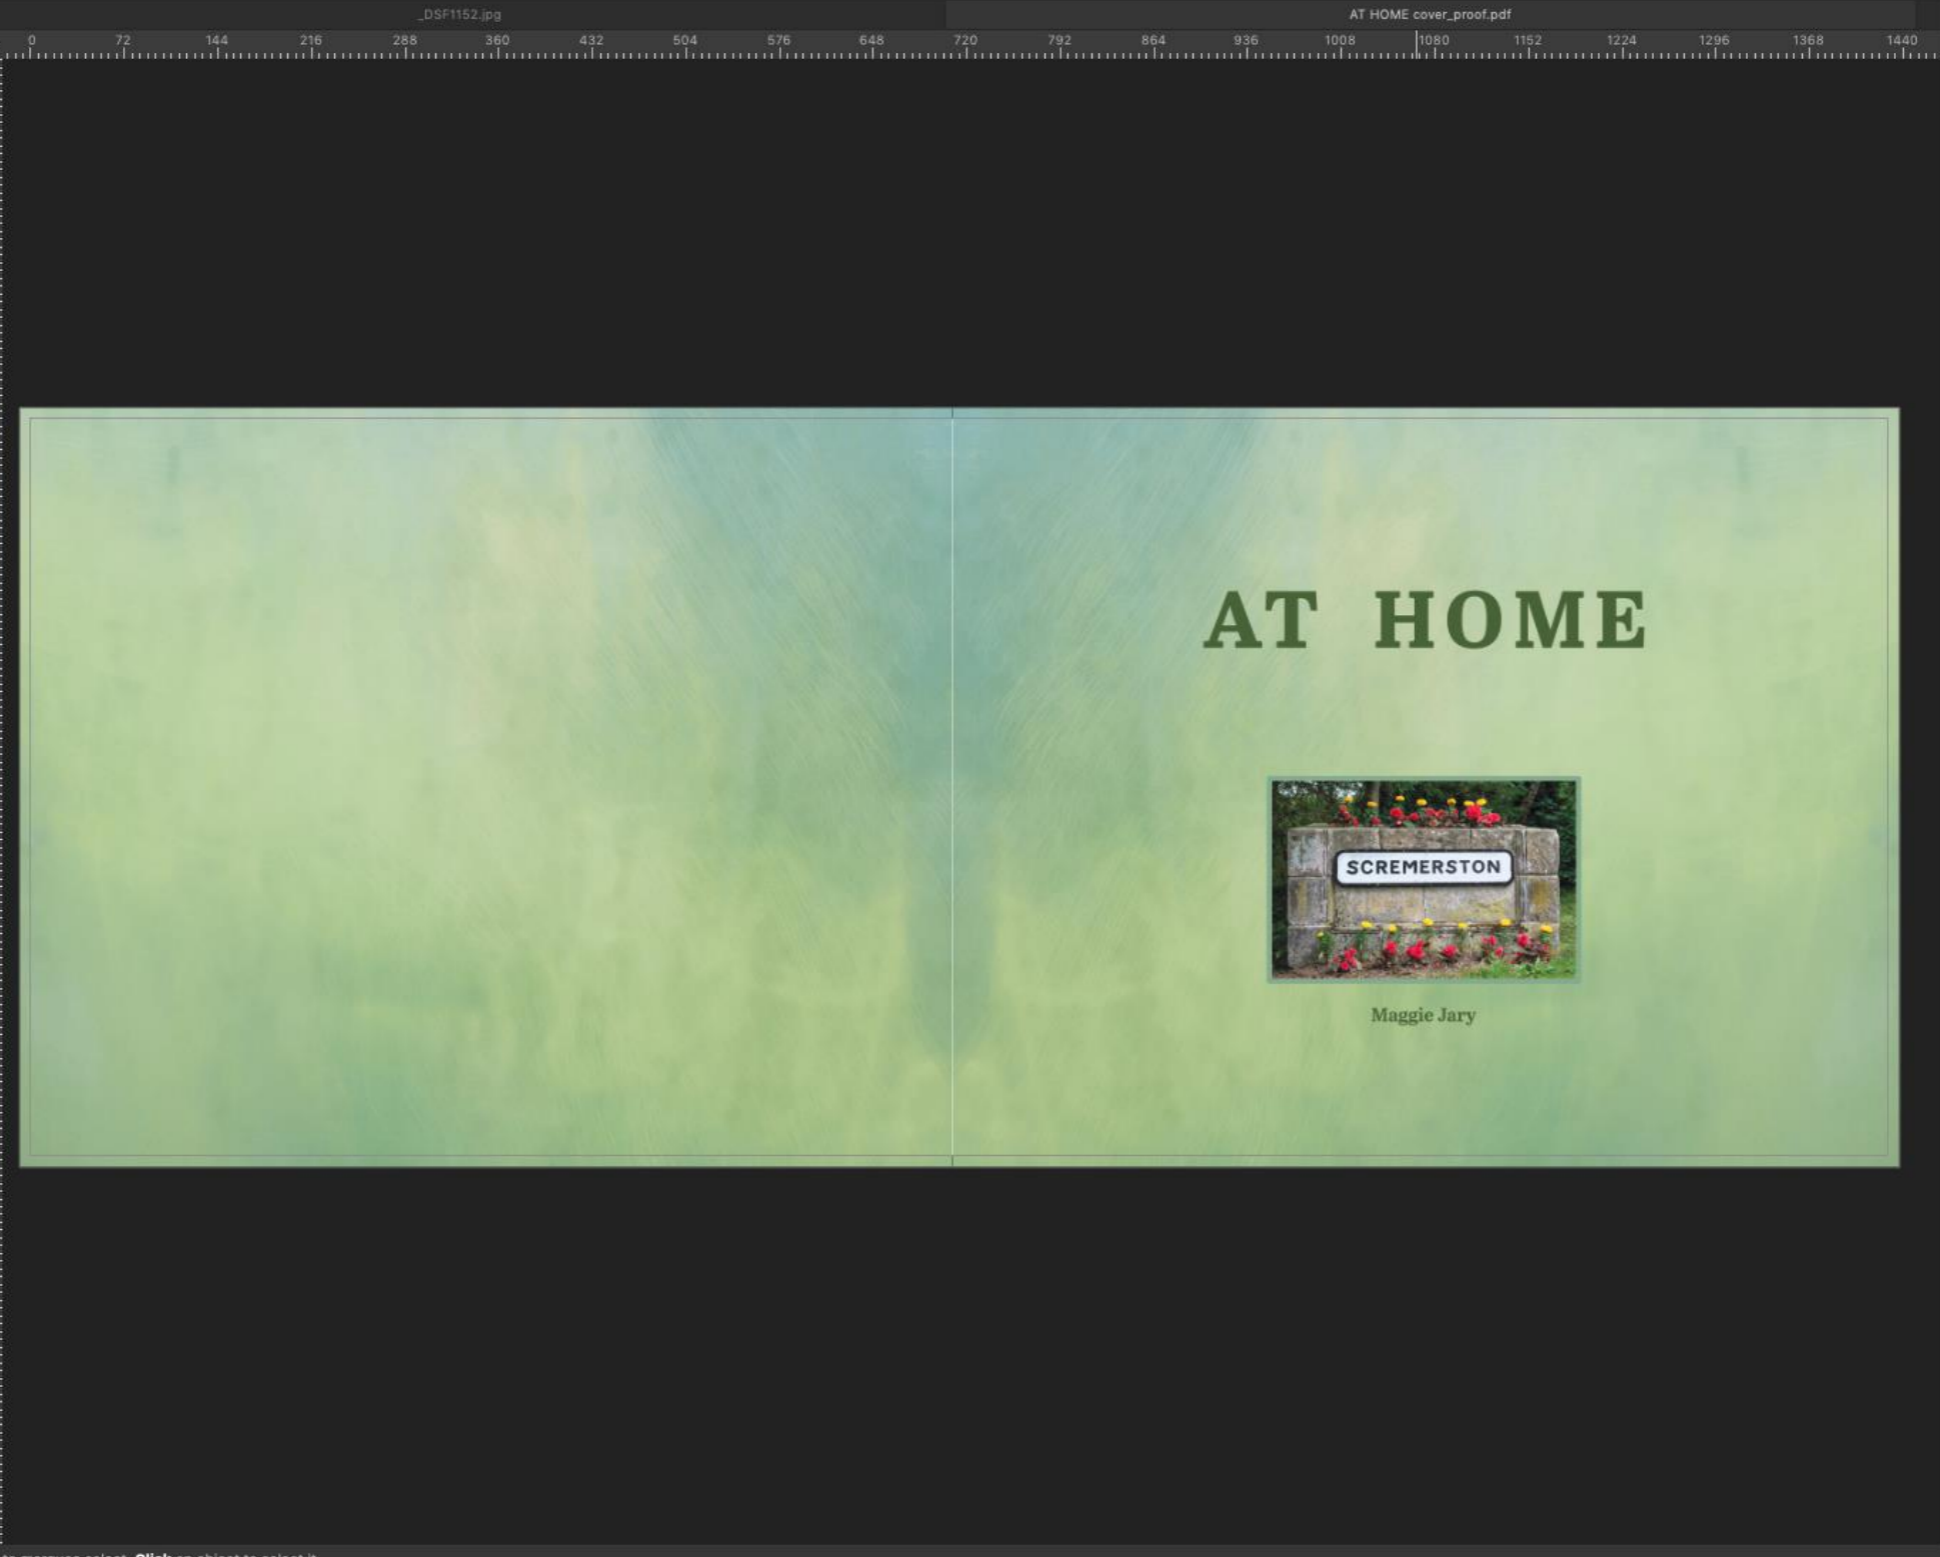 _DSF1152.jpg
AT HOME cover_proof.pdf
0 72 144 216 288 360 432 504 576 648 720 792 864 936 1008 1080 1152 1224 1296 1368 1440
AT HOME
SCREMERSTON
Maggie Jary